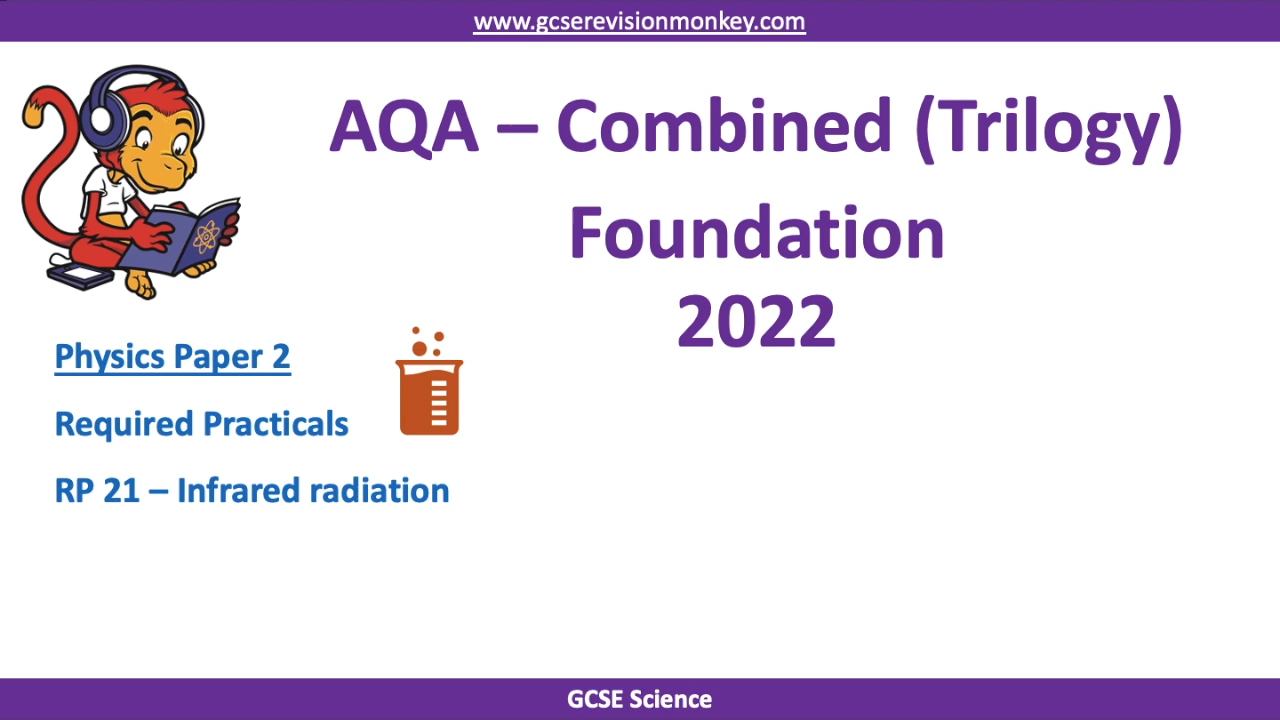 www.gcserevisionmonkey.com
AQA – Combined (Trilogy)
Foundation
2022
Physics Paper 2
Required Practicals
RP 21 – Infrared radiation
GCSE Science